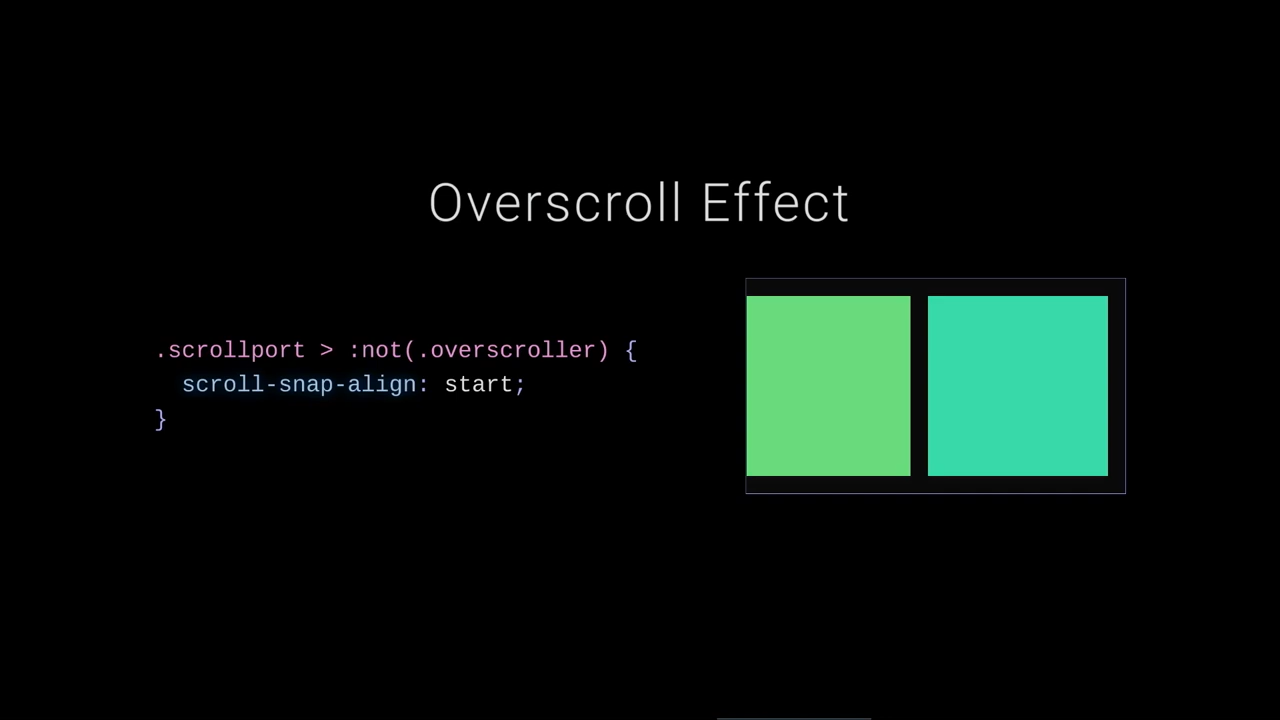 Overscroll Effect
.scrollport > :not(.overscroller) {
  scroll-snap-align: start;
}